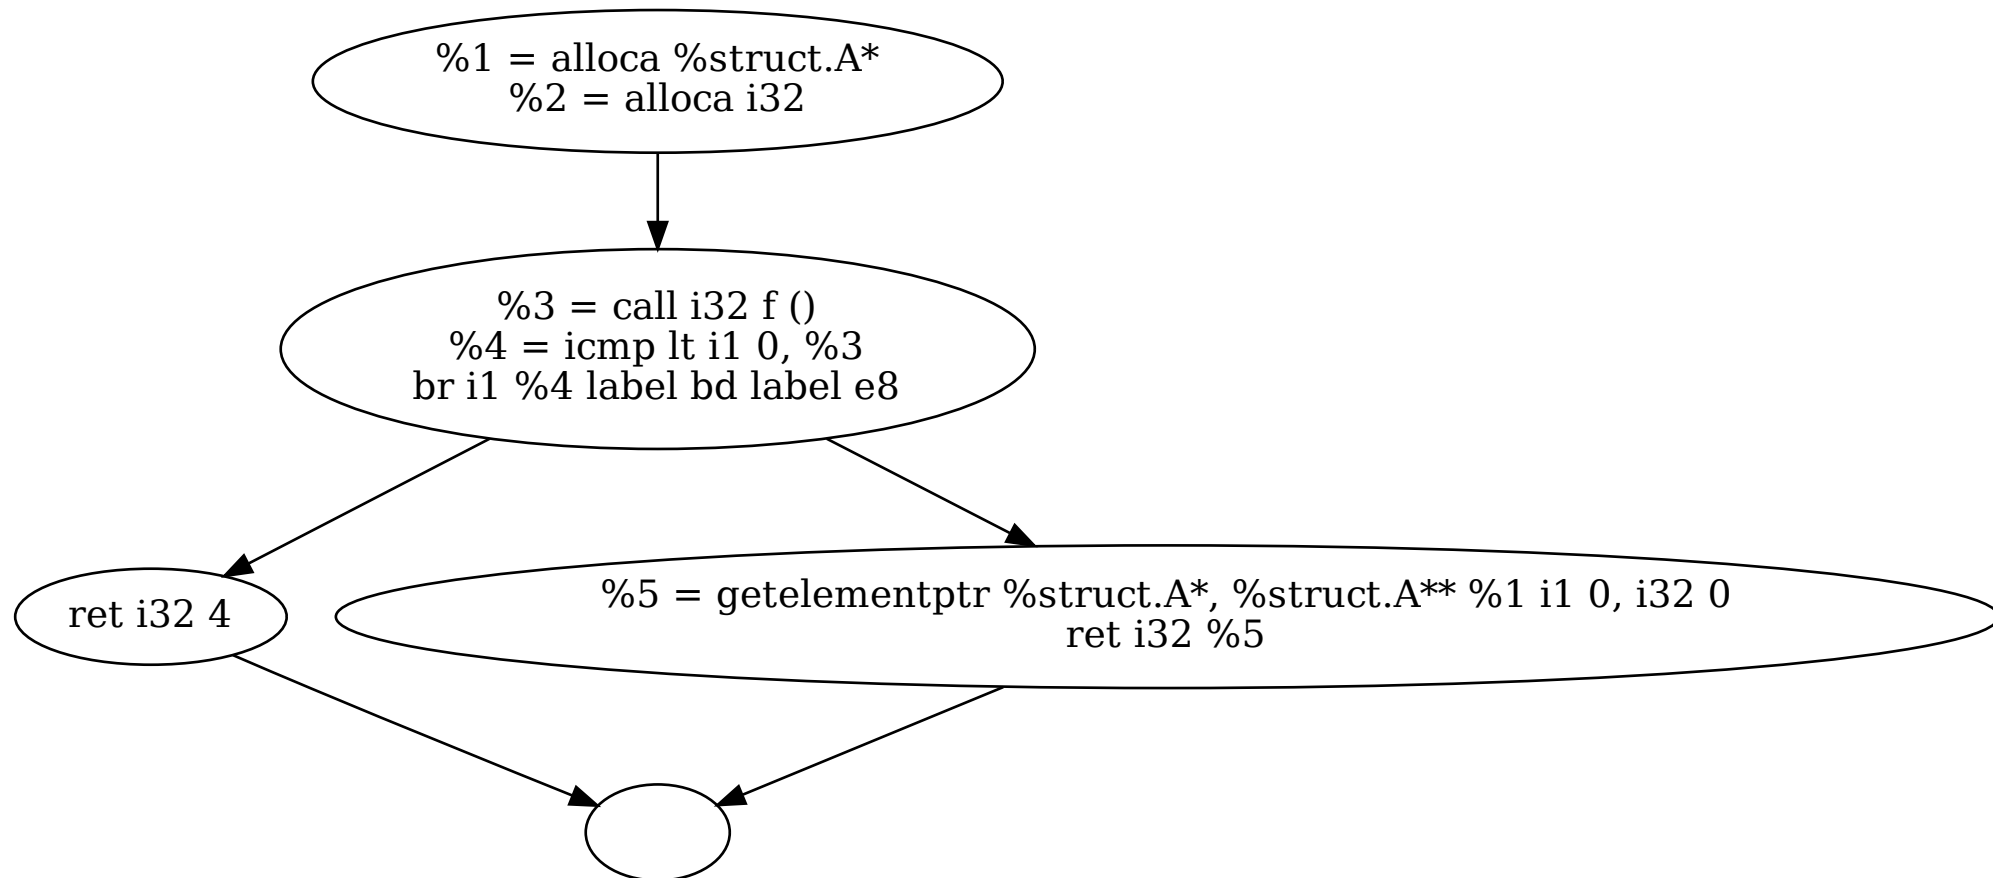 %1 = alloca %struct.A*
%2 = alloca i32
%3 = call i32 f ()
%4 = icmp lt i1 0, %3
br i1 %4 label bd label e8
ret i32 4
%5 = getelementptr %struct.A*, %struct.A** %1 i1 0, i32 0
ret i32 %5